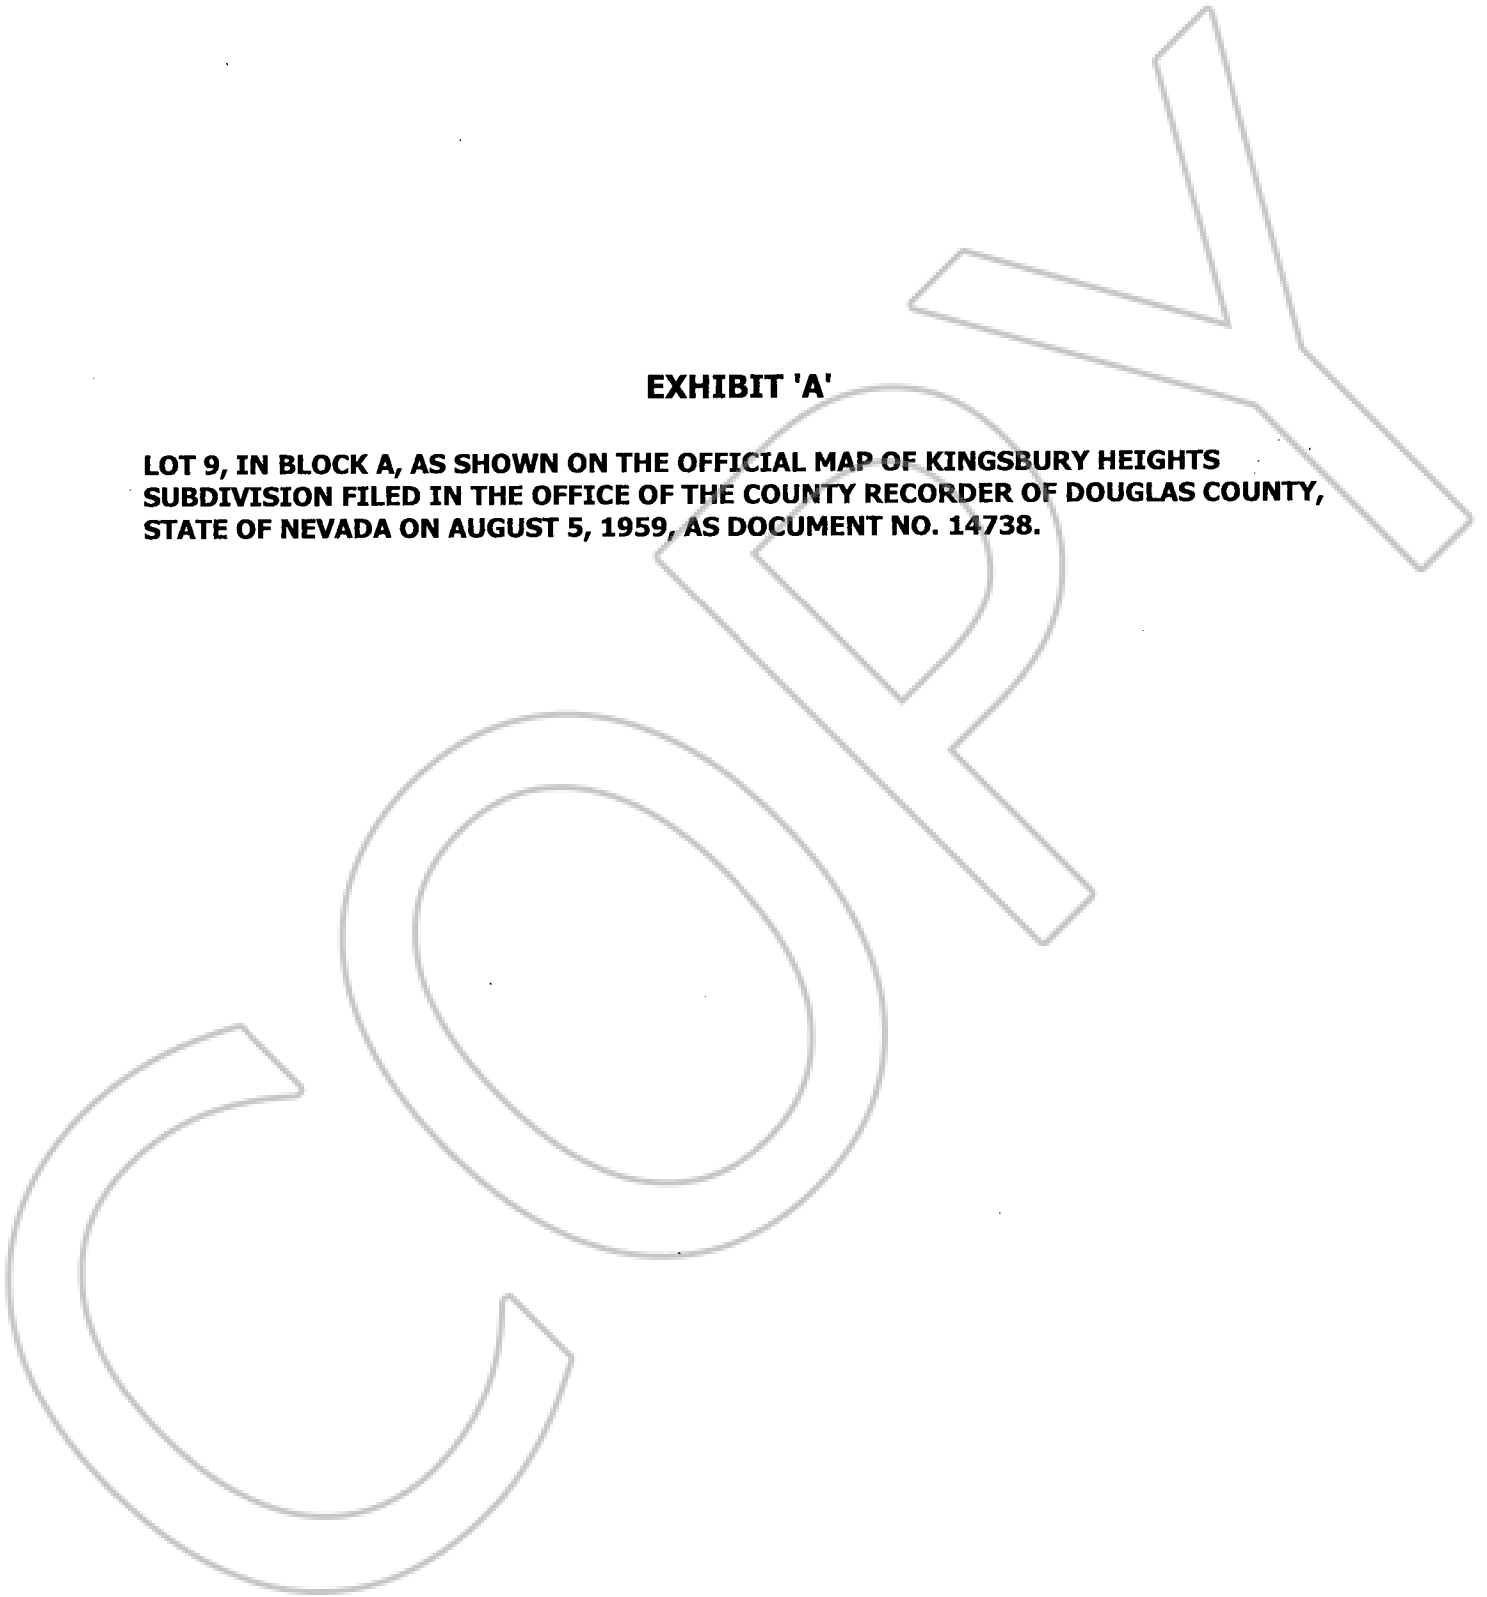 EXHIBIT 'A'
LOT 9, IN BLOCK A, AS SHOWN ON THE OFFICIAL MAP OF KINGSBURY HEIGHTS
SUBDIVISION FILED IN THE OFFICE OF THE COUNTY RECORDER OF DOUGLAS COUNTY,
STATE OF NEVADA ON AUGUST 5, 1959, AS DOCUMENT NO. 14738.
COPY